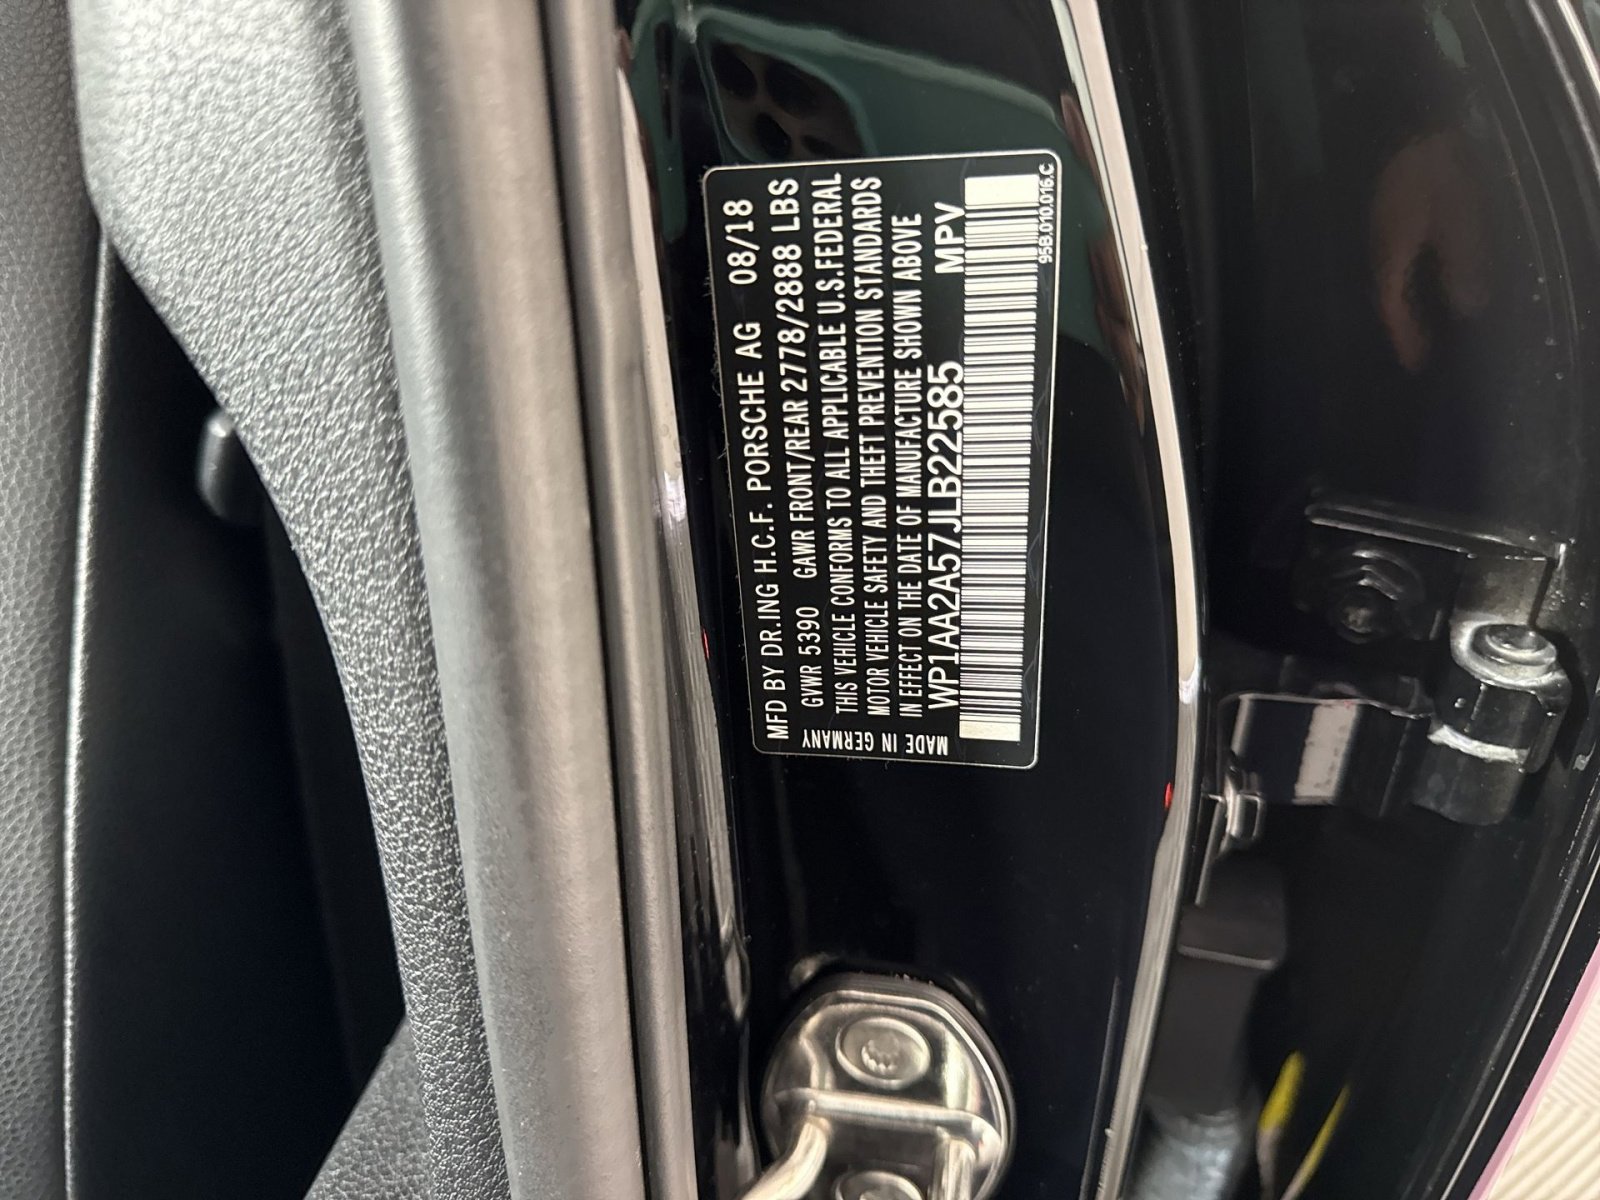 MFD BY DR.ING H.C.F. PORSCHE AG 08/18
GVWR 5390 GAWR FRONT/REAR 2778/2888 LBS
THIS VEHICLE CONFORMS TO ALL APPLICABLE U.S.FEDERAL
MOTOR VEHICLE SAFETY AND THEFT PREVENTION STANDARDS
IN EFFECT ON THE DATE OF MANUFACTURE SHOWN ABOVE
WP1AA2A57JLB22585 MPV
MADE IN GERMANY
95B.010.016.C